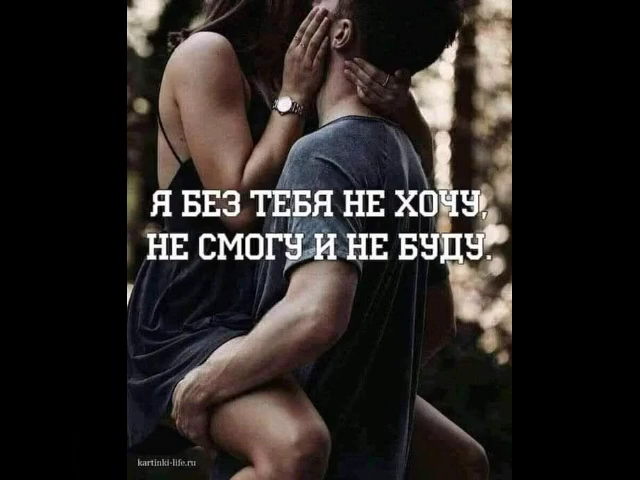 Я БЕЗ ТЕБЯ НЕ ХОЧУ,
НЕ СМОГУ И НЕ БУДУ.
kartinki-life.ru